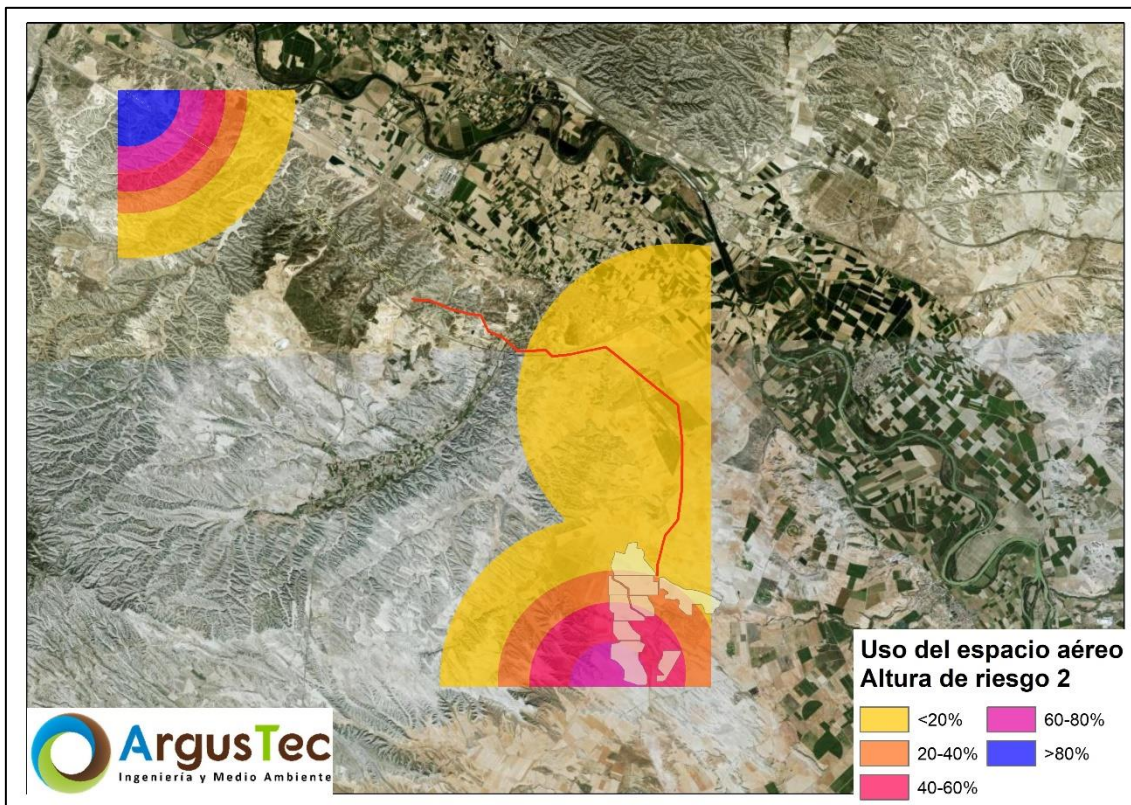 Uso del espacio aéreo
Altura de riesgo 2
<20%
20-40%
40-60%
60-80%
>80%
ArgusTec
Ingeniería y Medio Ambiente